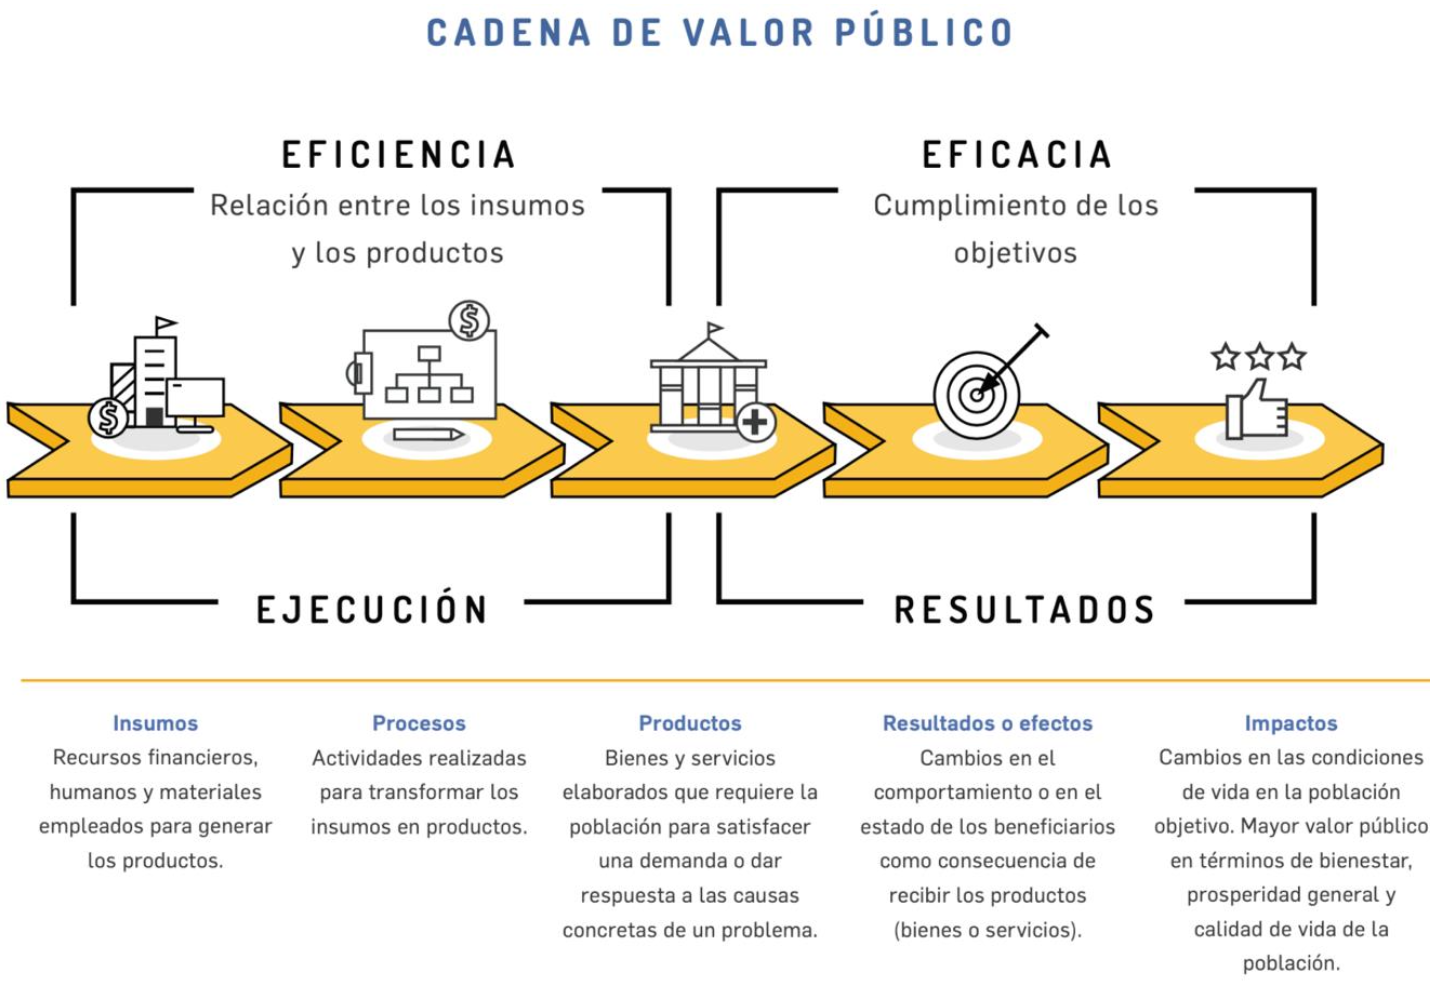 CADENA DE VALOR PÚBLICO
EFICIENCIA
Relación entre los insumos
y los productos
EFICACIA
Cumplimiento de los
objetivos
$
$
EJECUCIÓN
RESULTADOS
Insumos
Recursos financieros,
humanos y materiales
empleados para generar
los productos.
Procesos
Actividades realizadas
para transformar los
insumos en productos.
Productos
Bienes y servicios
elaborados que requiere la
población para satisfacer
una demanda o dar
respuesta a las causas
concretas de un problema.
Resultados o efectos
Cambios en el
comportamiento o en el
estado de los beneficiarios
como consecuencia de
recibir los productos
(bienes o servicios).
Impactos
Cambios en las condiciones
de vida en la población
objetivo. Mayor valor público
en términos de bienestar,
prosperidad general y
calidad de vida de la
población.